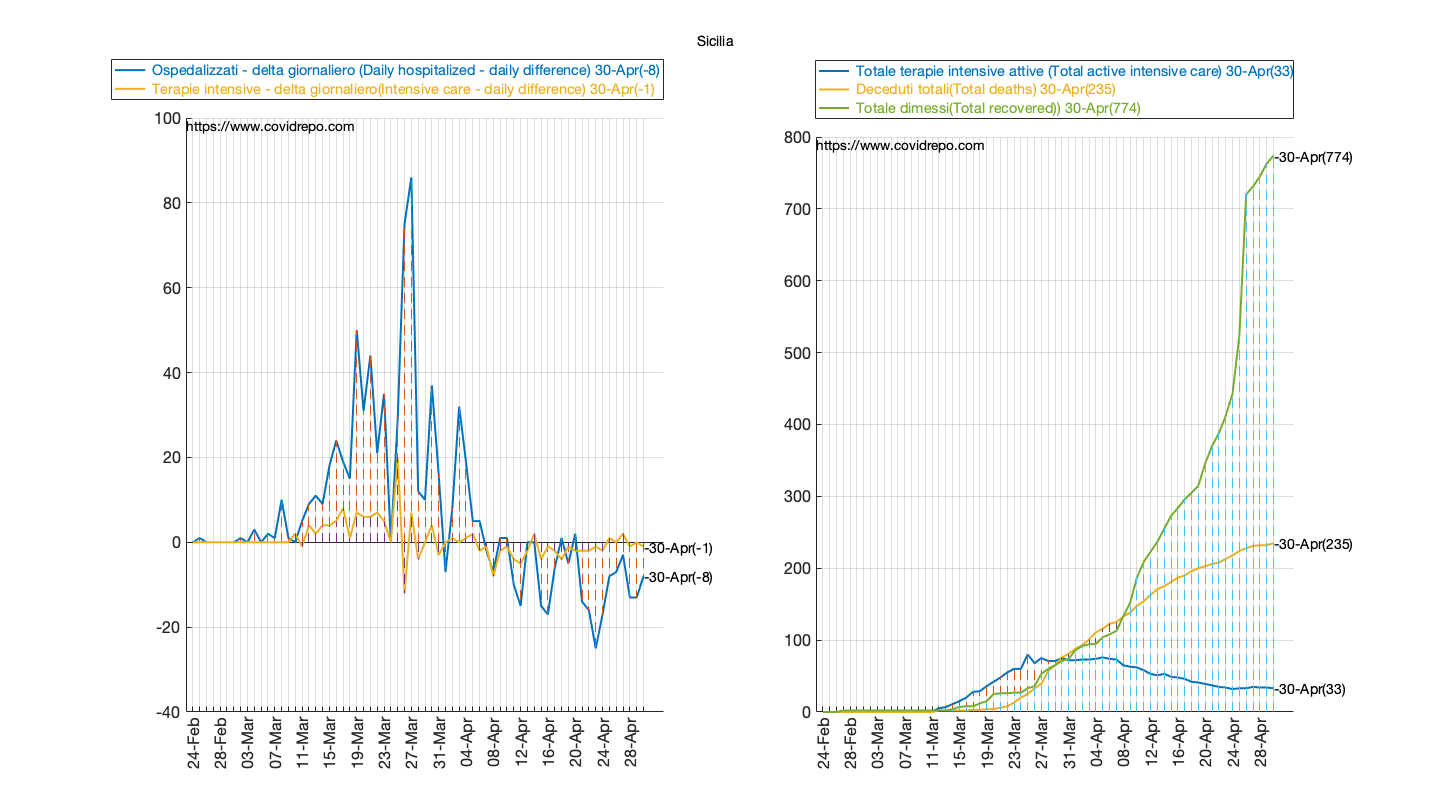 Sicilia
Ospedalizzati - delta giornaliero (Daily hospitalized - daily difference) 30-Apr(-8)
Terapie intensive - delta giornaliero(Intensive care - daily difference) 30-Apr(-1)
https://www.covidrepo.com
100
80
60
40
20
0
-20
-40
-30-Apr(-1)
-30-Apr(-8)
24-Feb
28-Feb
03-Mar
07-Mar
11-Mar
15-Mar
19-Mar
23-Mar
27-Mar
31-Mar
04-Apr
08-Apr
12-Apr
16-Apr
20-Apr
24-Apr
28-Apr
Totale terapie intensive attive (Total active intensive care) 30-Apr(33)
Deceduti totali(Total deaths) 30-Apr(235)
Totale dimessi(Total recovered)) 30-Apr(774)
https://www.covidrepo.com
800
700
600
500
400
300
200
100
0
-30-Apr(774)
-30-Apr(235)
-30-Apr(33)
24-Feb
28-Feb
03-Mar
07-Mar
11-Mar
15-Mar
19-Mar
23-Mar
27-Mar
31-Mar
04-Apr
08-Apr
12-Apr
16-Apr
20-Apr
24-Apr
28-Apr